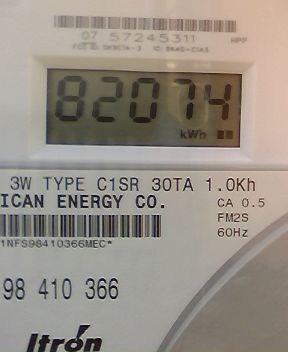 07 57245311
HPP
82074
kWh
3W TYPE C1SR 30TA 1.0Kh
ICAN ENERGY CO.
CA 0.5
FM2S
60Hz
1NFS98410366MEC*
98 410 366
Itron